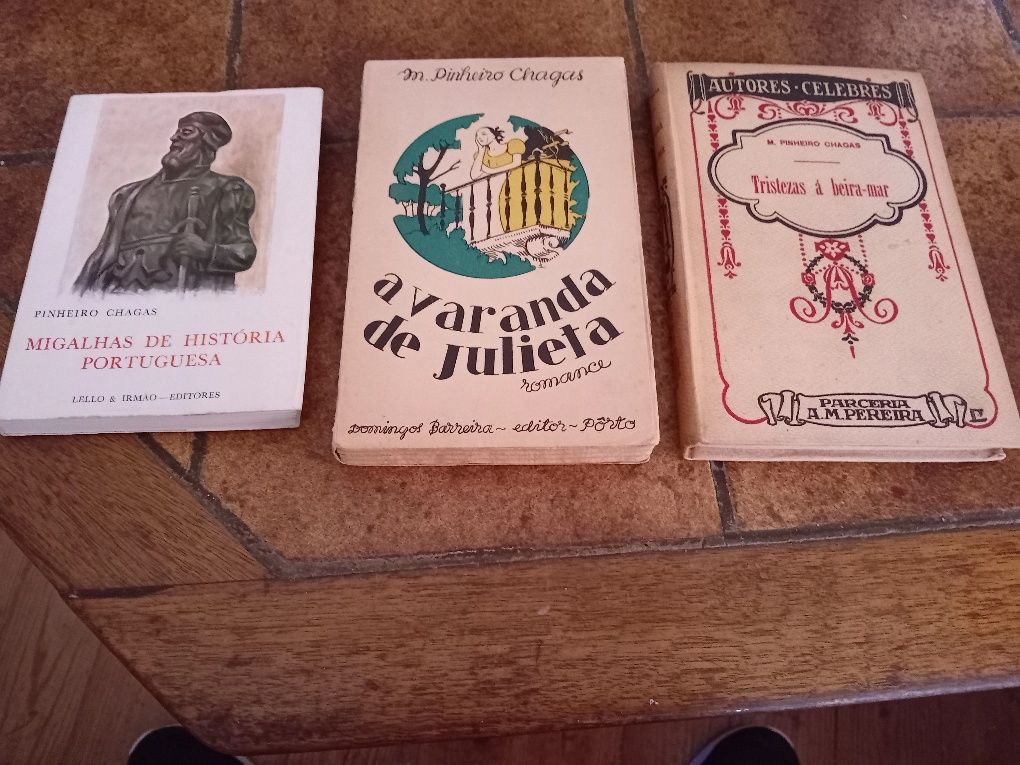 PINHEIRO CHAGAS
MIGALHAS DE HISTÓRIA
PORTUGUESA
LELLO & IRMÃO — EDITORES
M. Pinheiro Chagas
a varanda
de julieta
romance
Domingos Barreira ~ editor ~ Pôrto
AUTORES · CELEBRES
M. PINHEIRO CHAGAS
Tristezas á beira-mar
PARCERIA
A. M. PEREIRA